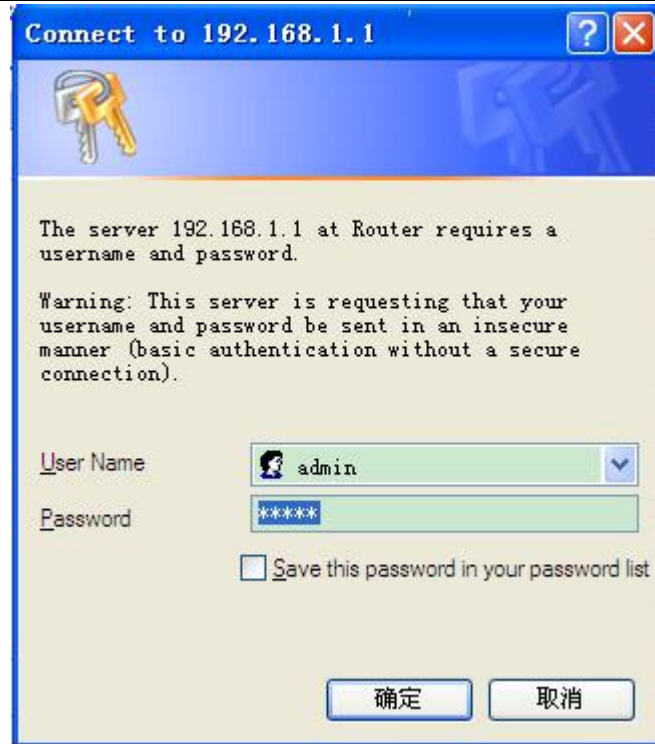 Connect to 192.168.1.1
The server 192.168.1.1 at Router requires a
username and password.
Warning: This server is requesting that your
username and password be sent in an insecure
manner (basic authentication without a secure
connection).
User Name
admin
Password
*****
Save this password in your password list
确定
取消